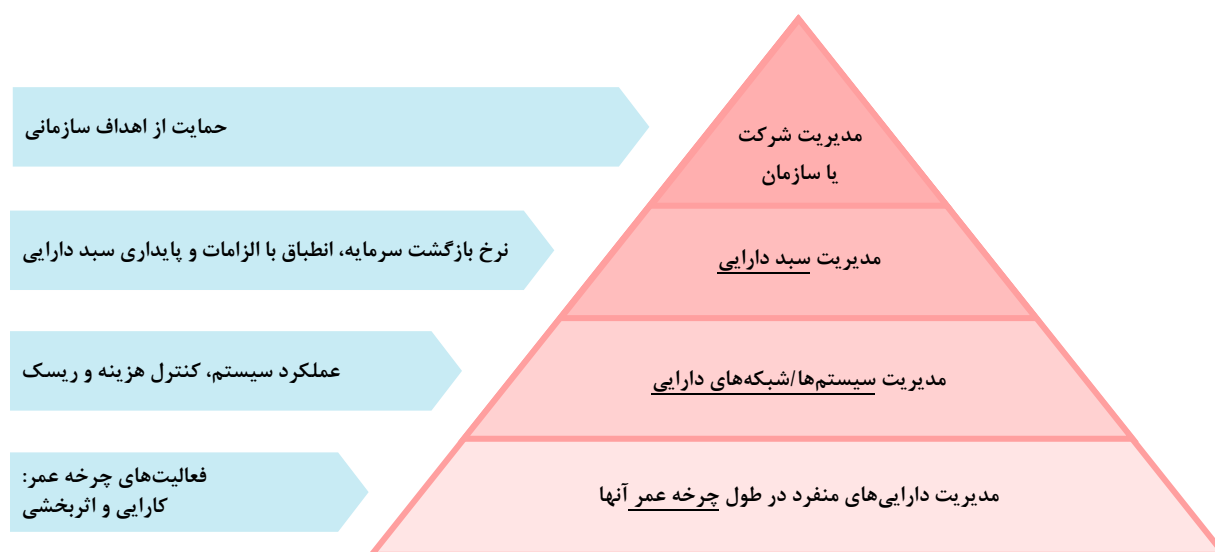 حمایت از اهداف سازمانی
مدیریت شرکت
یا سازمان
نرخ بازگشت سرمایه، انطباق با الزامات و پایداری سبد دارایی
مدیریت سبد دارایی
عملکرد سیستم، کنترل هزینه و ریسک
مدیریت سیستم‌ها/شبکه‌های دارایی
فعالیت‌های چرخه عمر:
کارایی و اثربخشی
مدیریت دارایی‌های منفرد در طول چرخه عمر آنها